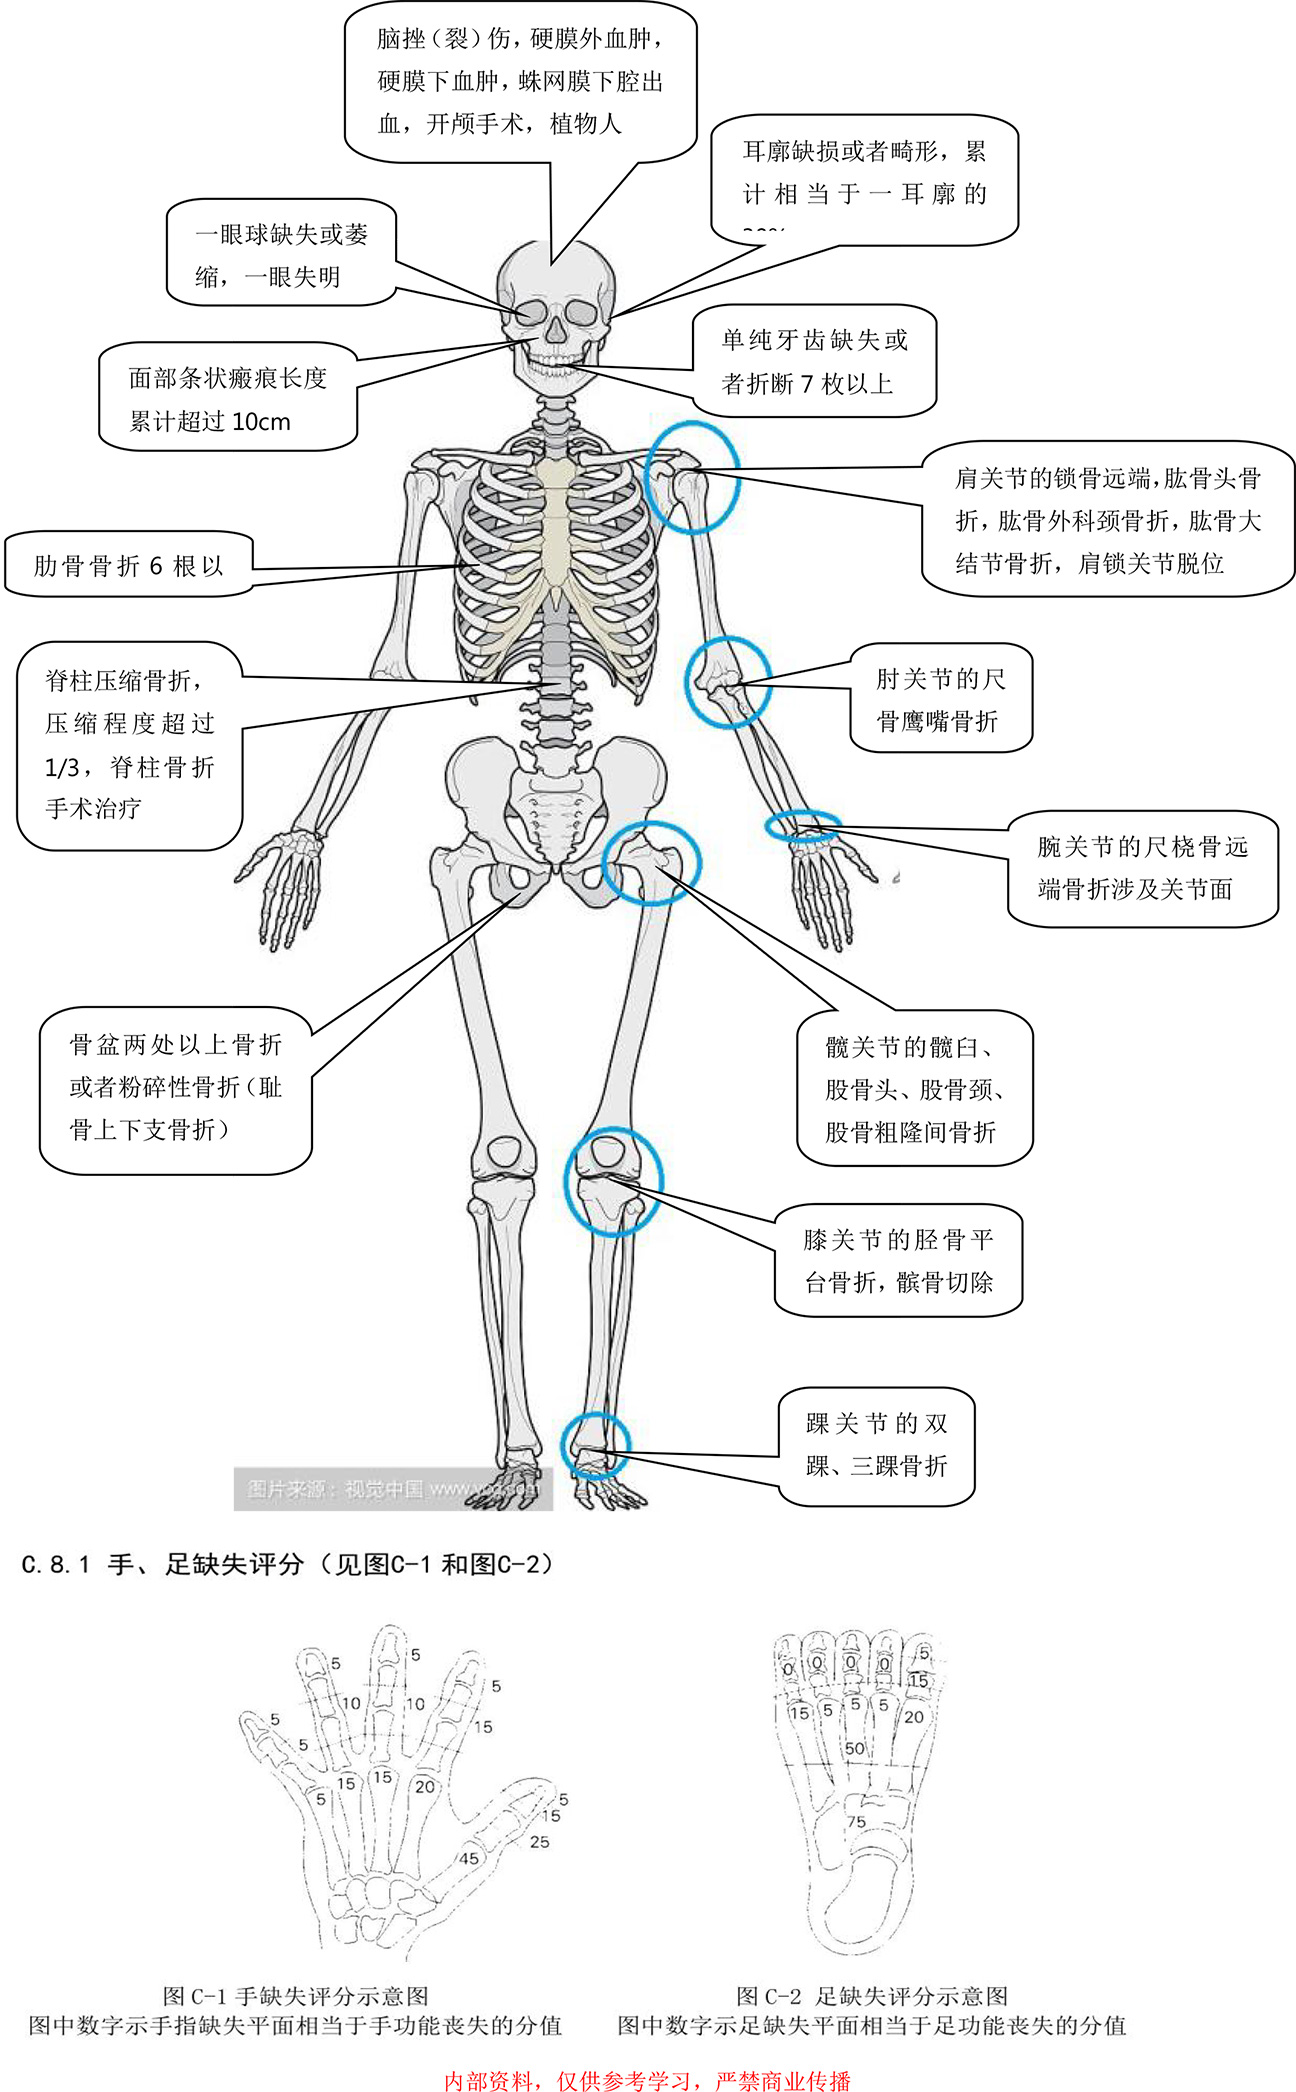 脑挫（裂）伤，硬膜外血肿，
硬膜下血肿，蛛网膜下腔出
血，开颅手术，植物人
耳廓缺损或者畸形，累
计相当于一耳廓的
一眼球缺失或萎
缩，一眼失明
单纯牙齿缺失或
者折断 7 枚以上
面部条状瘢痕长度
累计超过 10cm
肩关节的锁骨远端，肱骨头骨
折，肱骨外科颈骨折，肱骨大
结节骨折，肩锁关节脱位
肋骨骨折 6 根以
脊柱压缩骨折，
压缩程度超过
1/3，脊柱骨折
手术治疗
肘关节的尺
骨鹰嘴骨折
腕关节的尺桡骨远
端骨折涉及关节面
骨盆两处以上骨折
或者粉碎性骨折（耻
骨上下支骨折）
髋关节的髋臼、
股骨头、股骨颈、
股骨粗隆间骨折
膝关节的胫骨平
台骨折，髌骨切除
踝关节的双
踝、三踝骨折
图片来源：视觉中国 www.vcg.com
C.8.1 手、足缺失评分（见图C-1 和图C-2）
5
5
5
10
10
5
5
15
5
5
15
15
20
5
15
25
45
0
0
0
0
5
15
15
5
5
5
20
50
75
图 C-1 手缺失评分示意图
图中数字示手指缺失平面相当于手功能丧失的分值
图 C-2 足缺失评分示意图
图中数字示足缺失平面相当于足功能丧失的分值
内部资料，仅供参考学习，严禁商业传播